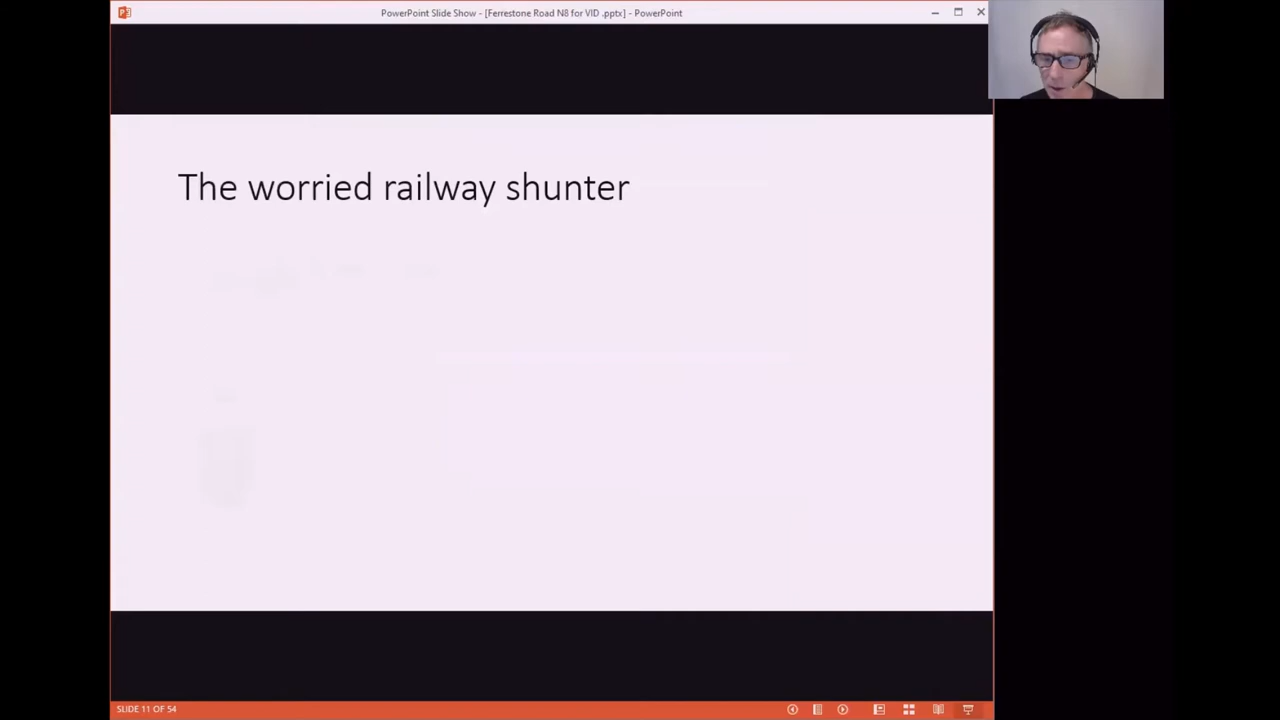 PowerPoint Slide Show - [Ferrestone Road N8 for VID .pptx] - PowerPoint
The worried railway shunter
SLIDE 11 OF 54